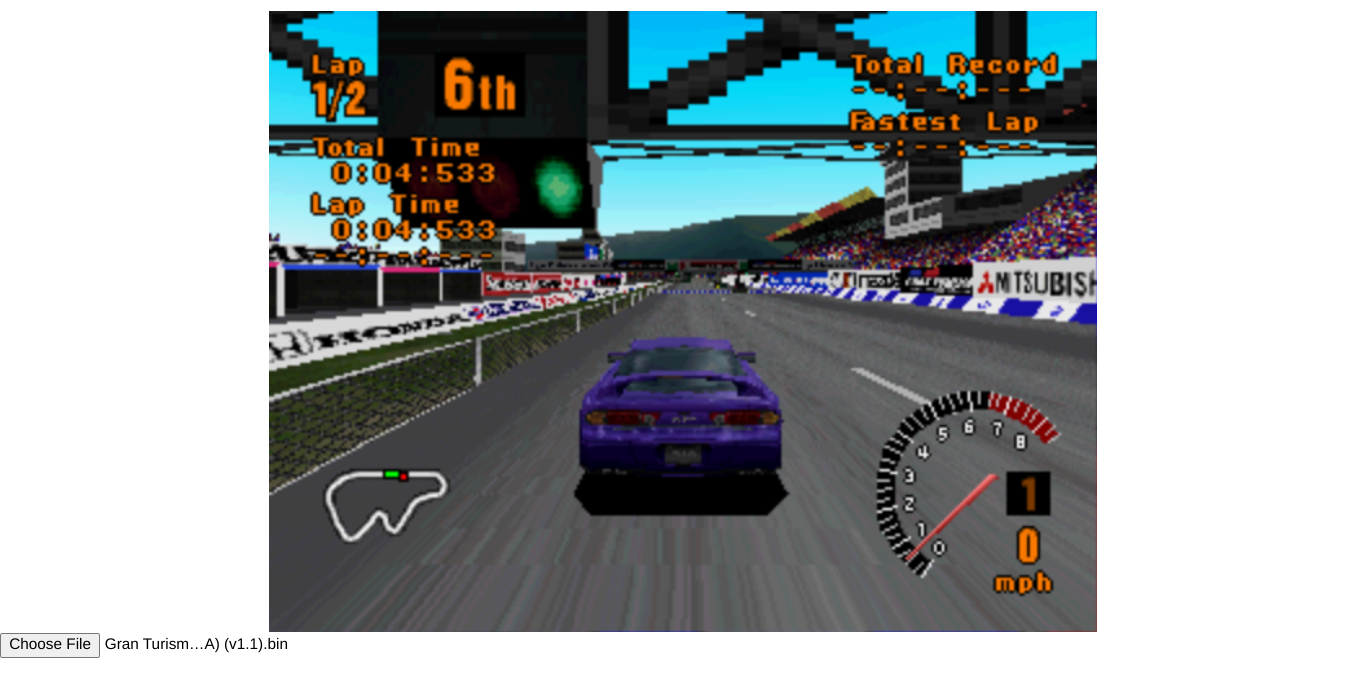 Lap
1/2
6th
Total Record
--:--:---
Fastest Lap
--:--:---
Total Time
0:04:533
Lap Time
0:04:533
--:--:---
HONDA
MITSUBISH
0 1 2 3 4 5 6 7 8
1
0
mph
Choose File Gran Turism…A) (v1.1).bin